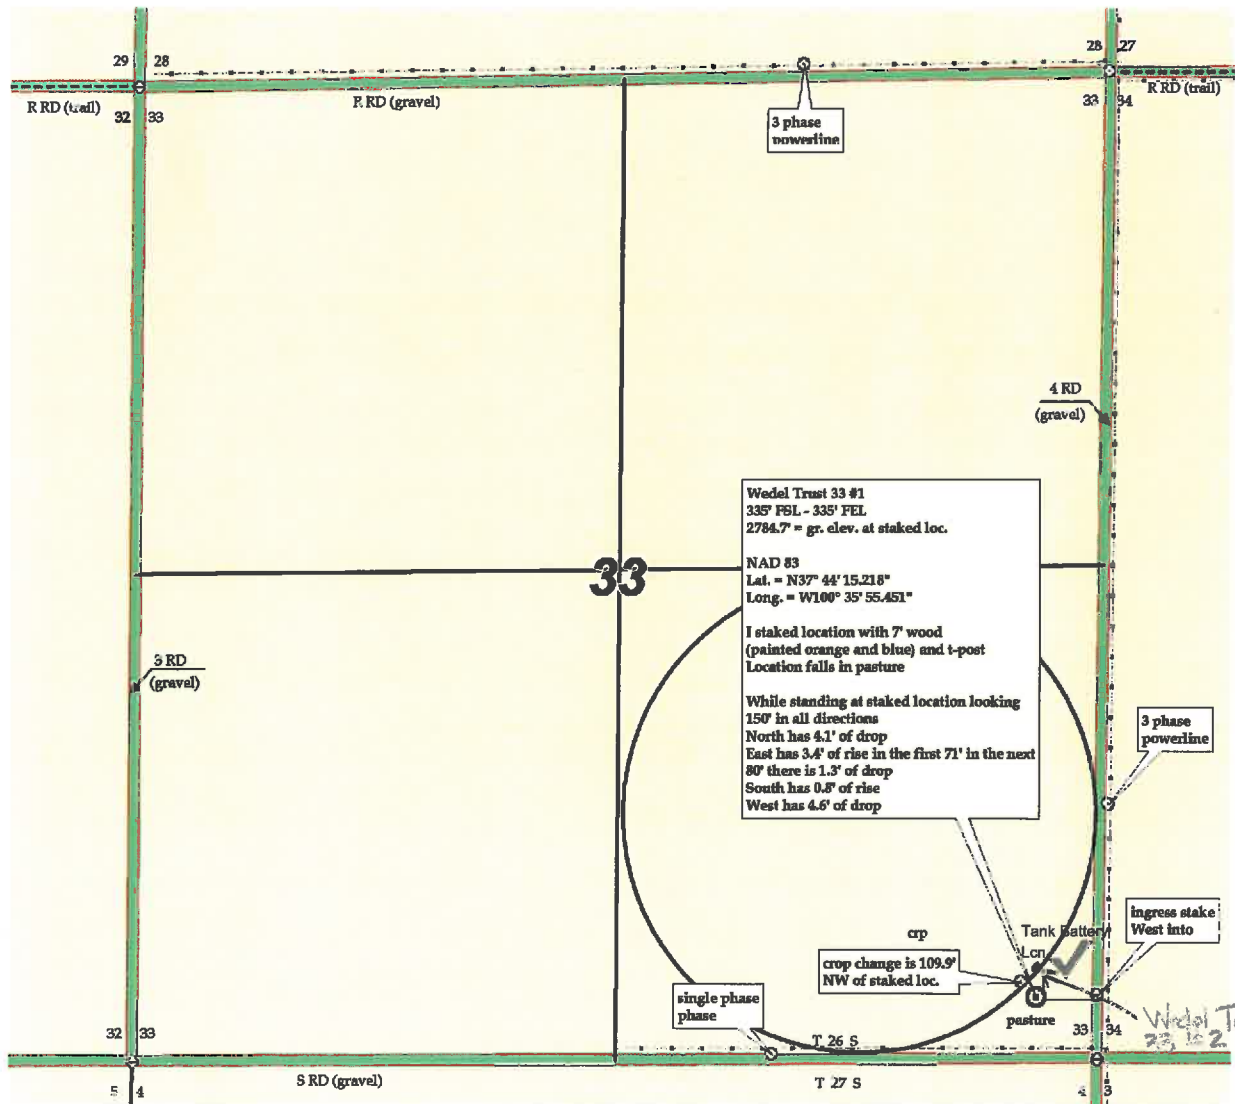 29 28
28 27
R RD (trail)
R RD (gravel)
R RD (trail)
32 33
33 34
3 phase
powerline
4 RD
(gravel)
Wedel Trust 33 #1
335' FSL - 335' FEL
2784.7' = gr. elev. at staked loc.
NAD 83
Lat. = N37° 44' 15.218"
Long. = W100° 35' 55.451"
I staked location with 7' wood
(painted orange and blue) and t-post
Location falls in pasture
While standing at staked location looking
150' in all directions
North has 4.1' of drop
East has 3.4' of rise in the first 71' in the next
80' there is 1.3' of drop
South has 0.8' of rise
West has 4.6' of drop
33
3 RD
(gravel)
3 phase
powerline
ingress stake
West into
crp
Tank Battery
Lcn
crop change is 109.9'
NW of staked loc.
single phase
phase
pasture
33 34
Wedel
32 33
T 26 S
S RD (gravel)
T 27 S
5 4
4 3